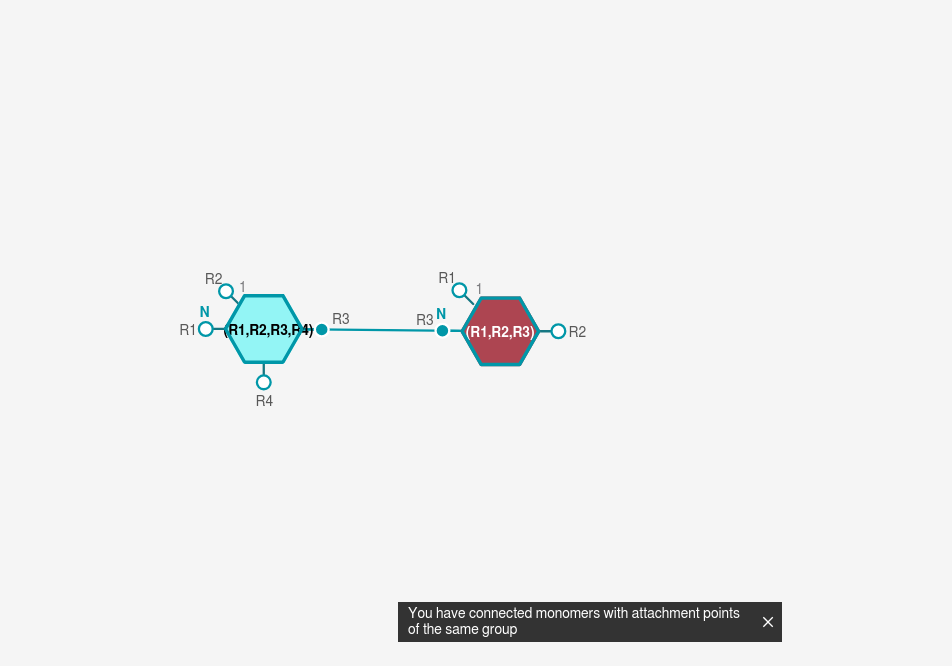 R2
1
N
R1
(R1,R2,R3,R4)
R3
R4
R1
1
R3
N
(R1,R2,R3)
R2
You have connected monomers with attachment points
of the same group